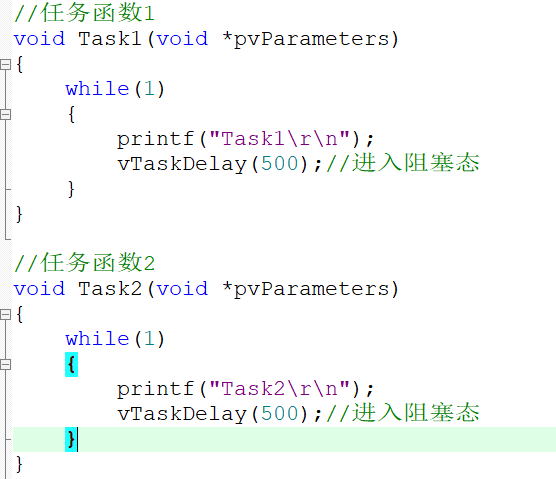 //任务函数1
void Task1(void *pvParameters)
{
    while(1)
    {
        printf("Task1\r\n");
        vTaskDelay(500);//进入阻塞态
    }
}
//任务函数2
void Task2(void *pvParameters)
{
    while(1)
    {
        printf("Task2\r\n");
        vTaskDelay(500);//进入阻塞态
    }
}